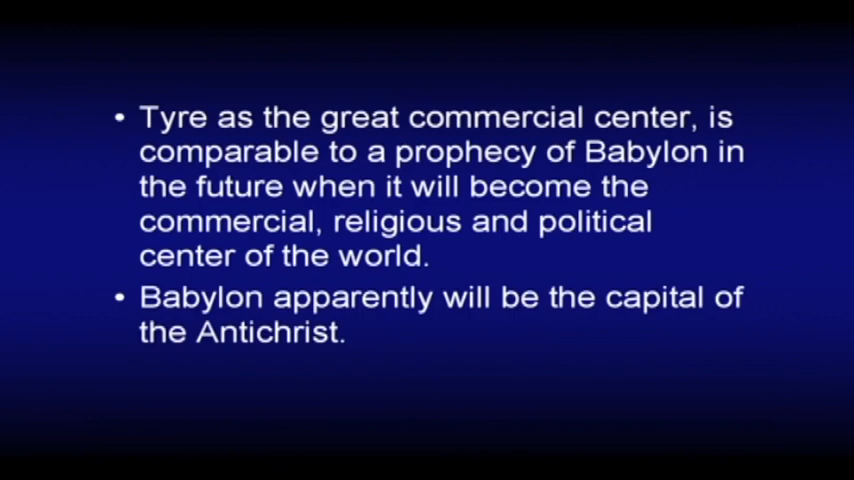 • Tyre as the great commercial center, is
comparable to a prophecy of Babylon in
the future when it will become the
commercial, religious and political
center of the world.
• Babylon apparently will be the capital of
the Antichrist.